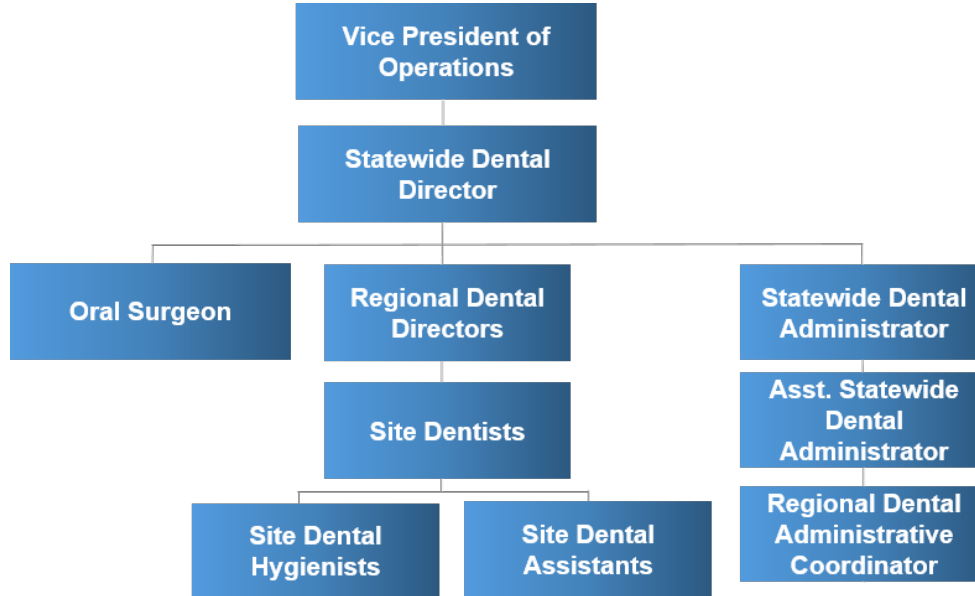 Vice President of
Operations
Statewide Dental
Director
Oral Surgeon
Regional Dental
Directors
Statewide Dental
Administrator
Site Dentists
Asst. Statewide
Dental
Administrator
Site Dental
Hygienists
Site Dental
Assistants
Regional Dental
Administrative
Coordinator